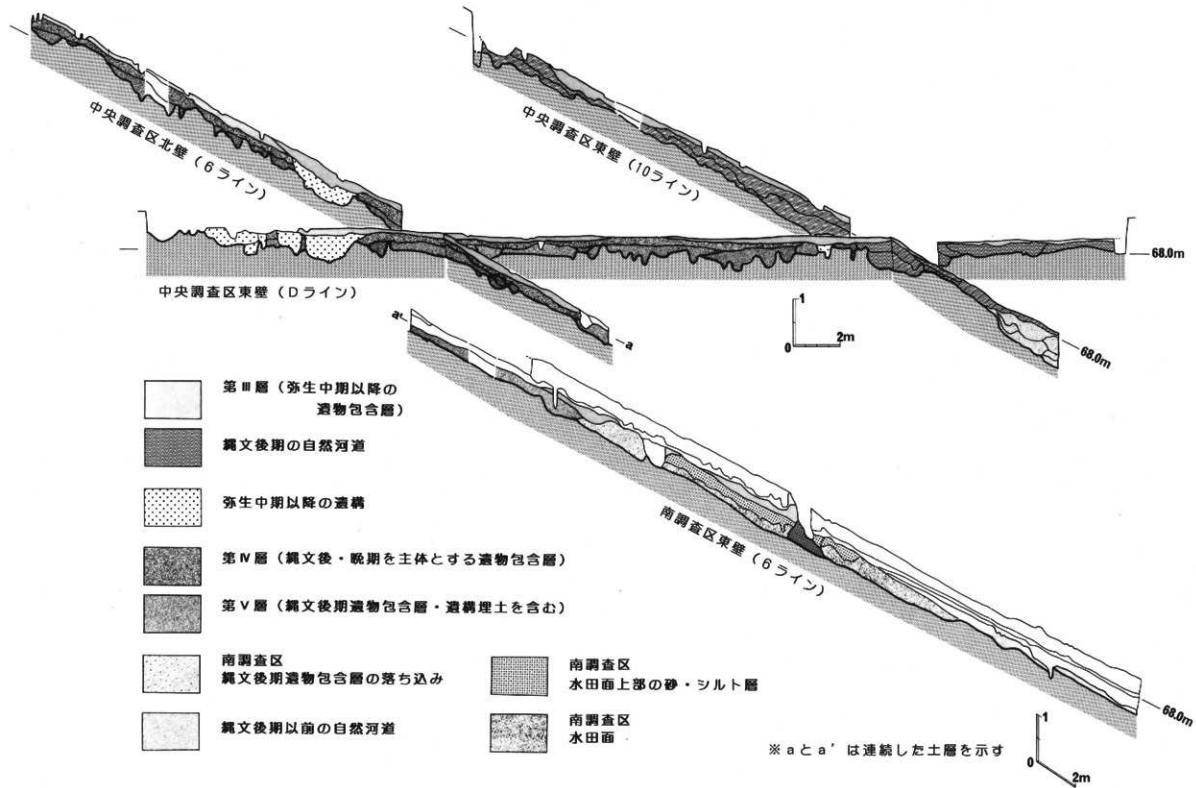 中央調査区北壁（6ライン）
中央調査区東壁（10ライン）
中央調査区東壁（Dライン）
68.0m
1
0
2m
a
a'
68.0m
南調査区東壁（6ライン）
68.0m
第Ⅲ層（弥生中期以降の
遺物包含層）
縄文後期の自然河道
弥生中期以降の遺構
第Ⅳ層（縄文後・晩期を主体とする遺物包含層）
第Ⅴ層（縄文後期遺物包含層・遺構埋土を含む）
南調査区
縄文後期遺物包含層の落ち込み
縄文後期以前の自然河道
南調査区
水田面上部の砂・シルト層
南調査区
水田面
※aとa'は連続した土層を示す
1
0
2m